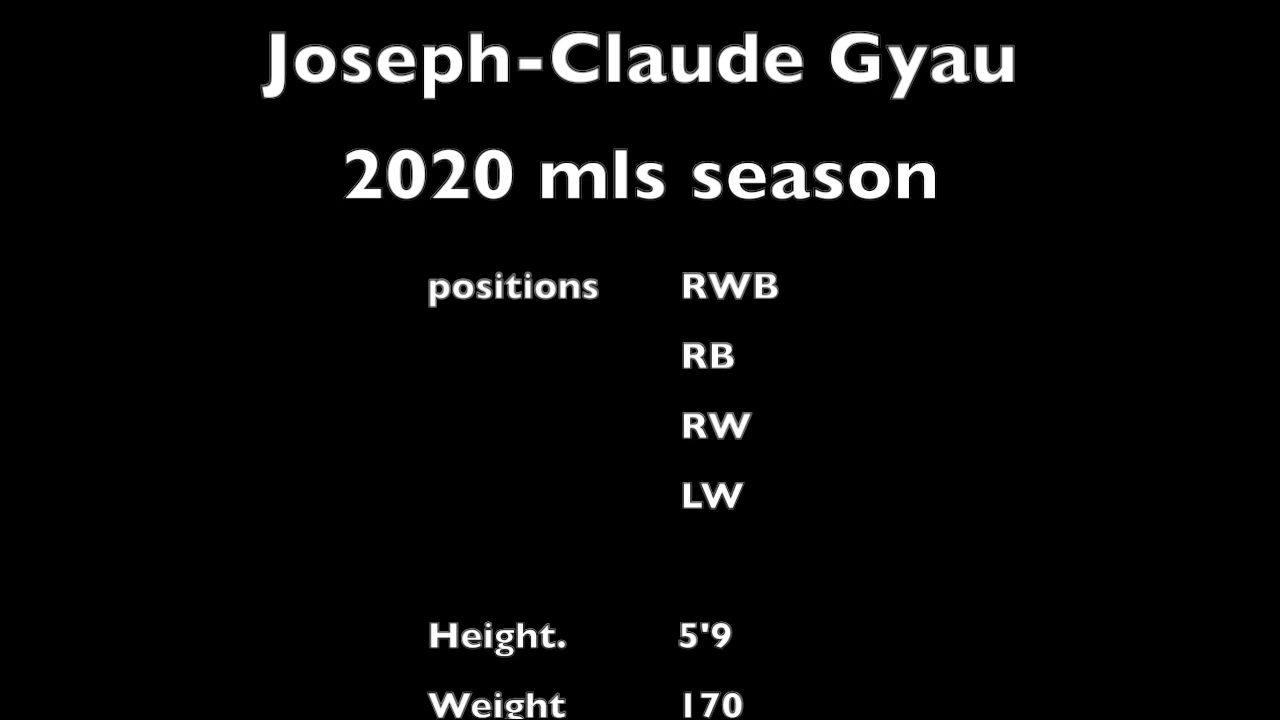 Joseph-Claude Gyau
2020 mls season
positions RWB
RB
RW
LW
Height. 5'9
Weight 170